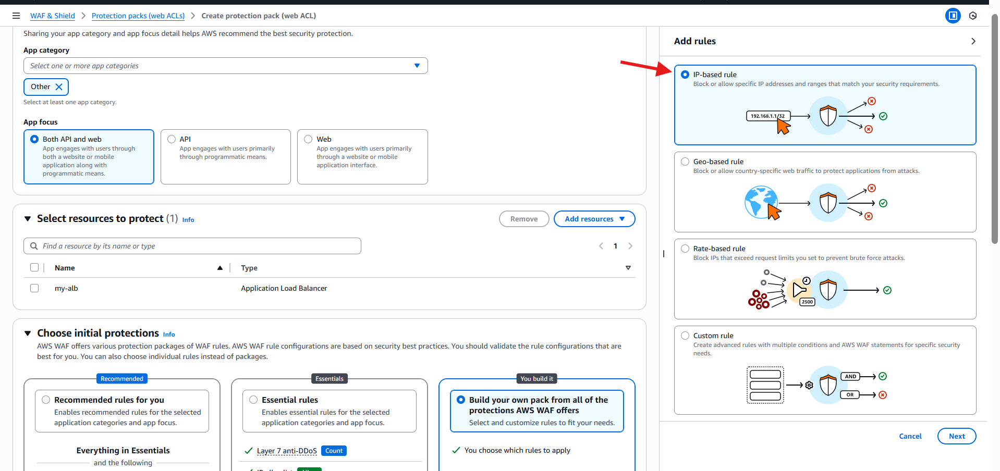 WAF & Shield > Protection packs (web ACLs) > Create protection pack (web ACL)
Sharing your app category and app focus detail helps AWS recommend the best security protection.
App category
Select one or more app categories
Other
Select at least one app category.
App focus
Both API and web
App engages with users through
both a website or mobile
application along with
programmatic means.
API
App engages with users primarily
through programmatic means.
Web
App engages with users primarily
through a website or mobile
application interface.
Select resources to protect (1) Info
Remove
Add resources
Find a resource by its name or type
1
Name
Type
my-alb
Application Load Balancer
Choose initial protections Info
AWS WAF offers various protection packages of WAF rules. AWS WAF rule configurations are based on security best practices. You should validate the rule configurations that are
best for you. You can also choose individual rules instead of packages.
Recommended
Recommended rules for you
Enables recommended rules for the selected
application categories and app focus.
Everything in Essentials
and the following
Essentials
Essential rules
Enables essential rules for the selected
application categories and app focus.
Layer 7 anti-DDoS Count
You build it
Build your own pack from all of the
protections AWS WAF offers
Select and customize rules to fit your needs.
You choose which rules to apply
Add rules
IP-based rule
Block or allow specific IP addresses and ranges that match your security requirements.
192.168.1.1/32
Geo-based rule
Block or allow country-specific web traffic to protect applications from attacks.
Rate-based rule
Block IPs that exceed request limits you set to prevent brute force attacks.
2500
Custom rule
Create advanced rules with multiple conditions and AWS WAF statements for specific security
needs.
AND
OR
Cancel
Next